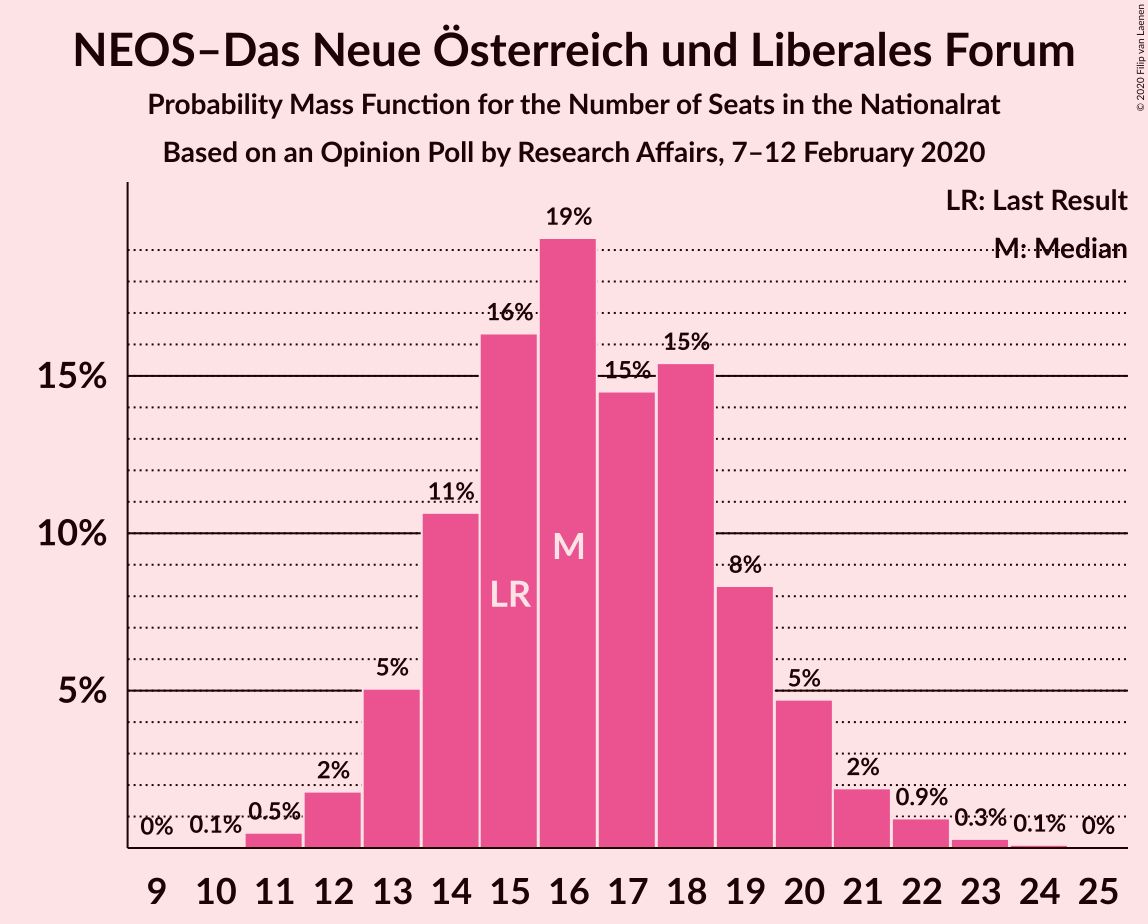 NEOS–Das Neue Österreich und Liberales Forum
Probability Mass Function for the Number of Seats in the Nationalrat
Based on an Opinion Poll by Research Affairs, 7–12 February 2020
© 2020 Filip van Laenen
LR: Last Result
M: Median
19%
16%
15%
15%
15%
11%
M
10%
8%
LR
5%
5%
5%
2%
2%
0.9%
0.5%
0.3%
0.1%
0.1%
0%
0%
9 10 11 12 13 14 15 16 17 18 19 20 21 22 23 24 25